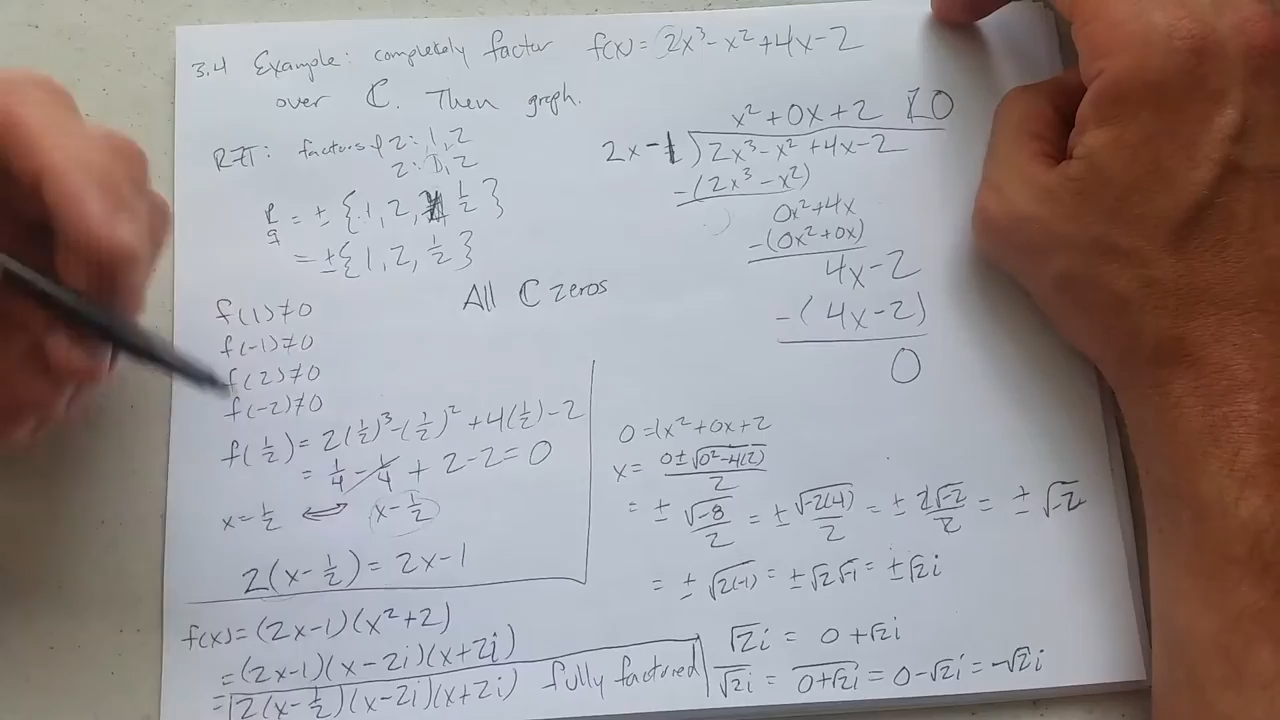 3.4 Example: completely factor f(x) = 2x³ - x² + 4x - 2
over ℂ. Then graph.
RZT: factors of 2: 1, 2
2: 1, 2
p/q = ± {1, 2, 1/2}
= ± {1, 2, 1/2}
f(1) ≠ 0
f(-1) ≠ 0
f(2) ≠ 0
f(-2) ≠ 0
f(1/2) = 2(1/2)³ - (1/2)² + 4(1/2) - 2
= 1/4 - 1/4 + 2 - 2 = 0
x = 1/2 ↔ x - 1/2
2(x - 1/2) = 2x - 1
f(x) = (2x-1)(x²+2)
= (2x-1)(x-2i)(x+2i)
= 2(x-1/2)(x-2i)(x+2i) fully factored
All ℂ zeros
x² + 0x + 2 R0
2x - 1 ) 2x³ - x² + 4x - 2
-(2x³ - x²)
0x² + 4x
-(0x² + 0x)
4x - 2
-(4x - 2)
0
0 = 1x² + 0x + 2
x = 0 ± √(0² - 4(2)) / 2
= ± √-8 / 2 = ± √-2(4) / 2 = ± 2√-2 / 2 = ± √-2
= ± √2(-1) = ± √2 √-1 = ± √2 i
√2 i = 0 + √2 i
√2 i = 0 + √2 i = 0 - √2 i = -√2 i